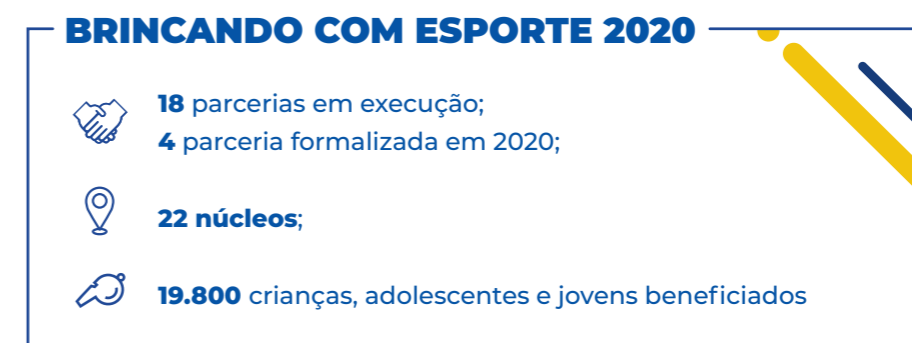 BRINCANDO COM ESPORTE 2020
18 parcerias em execução;
4 parceria formalizada em 2020;
22 núcleos;
19.800 crianças, adolescentes e jovens beneficiados